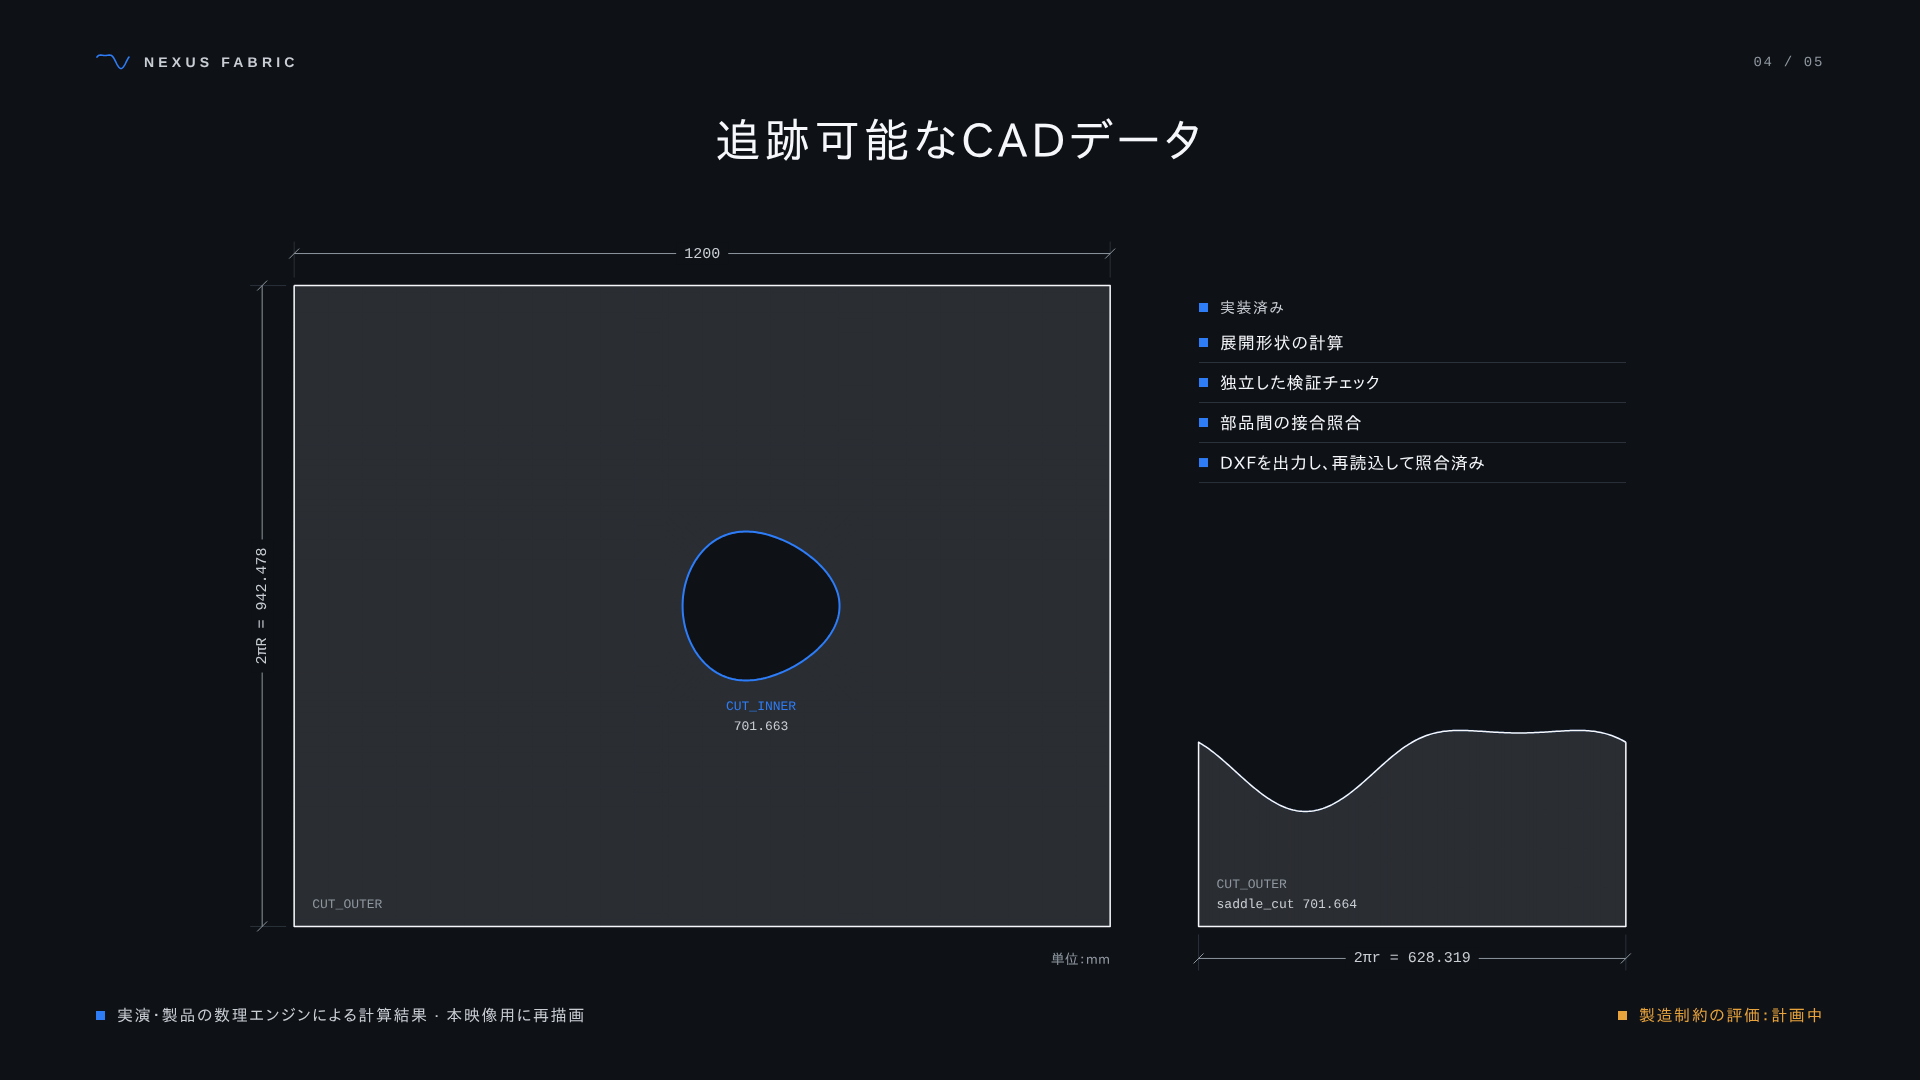 NEXUS FABRIC
04 / 05
追跡可能なCADデータ
1200
2πR = 942.478
CUT_INNER
701.663
CUT_OUTER
単位:mm
実装済み
展開形状の計算
独立した検証チェック
部品間の接合照合
DXFを出力し、再読込して照合済み
CUT_OUTER
saddle_cut 701.664
2πr = 628.319
実演・製品の数理エンジンによる計算結果 · 本映像用に再描画
製造制約の評価:計画中